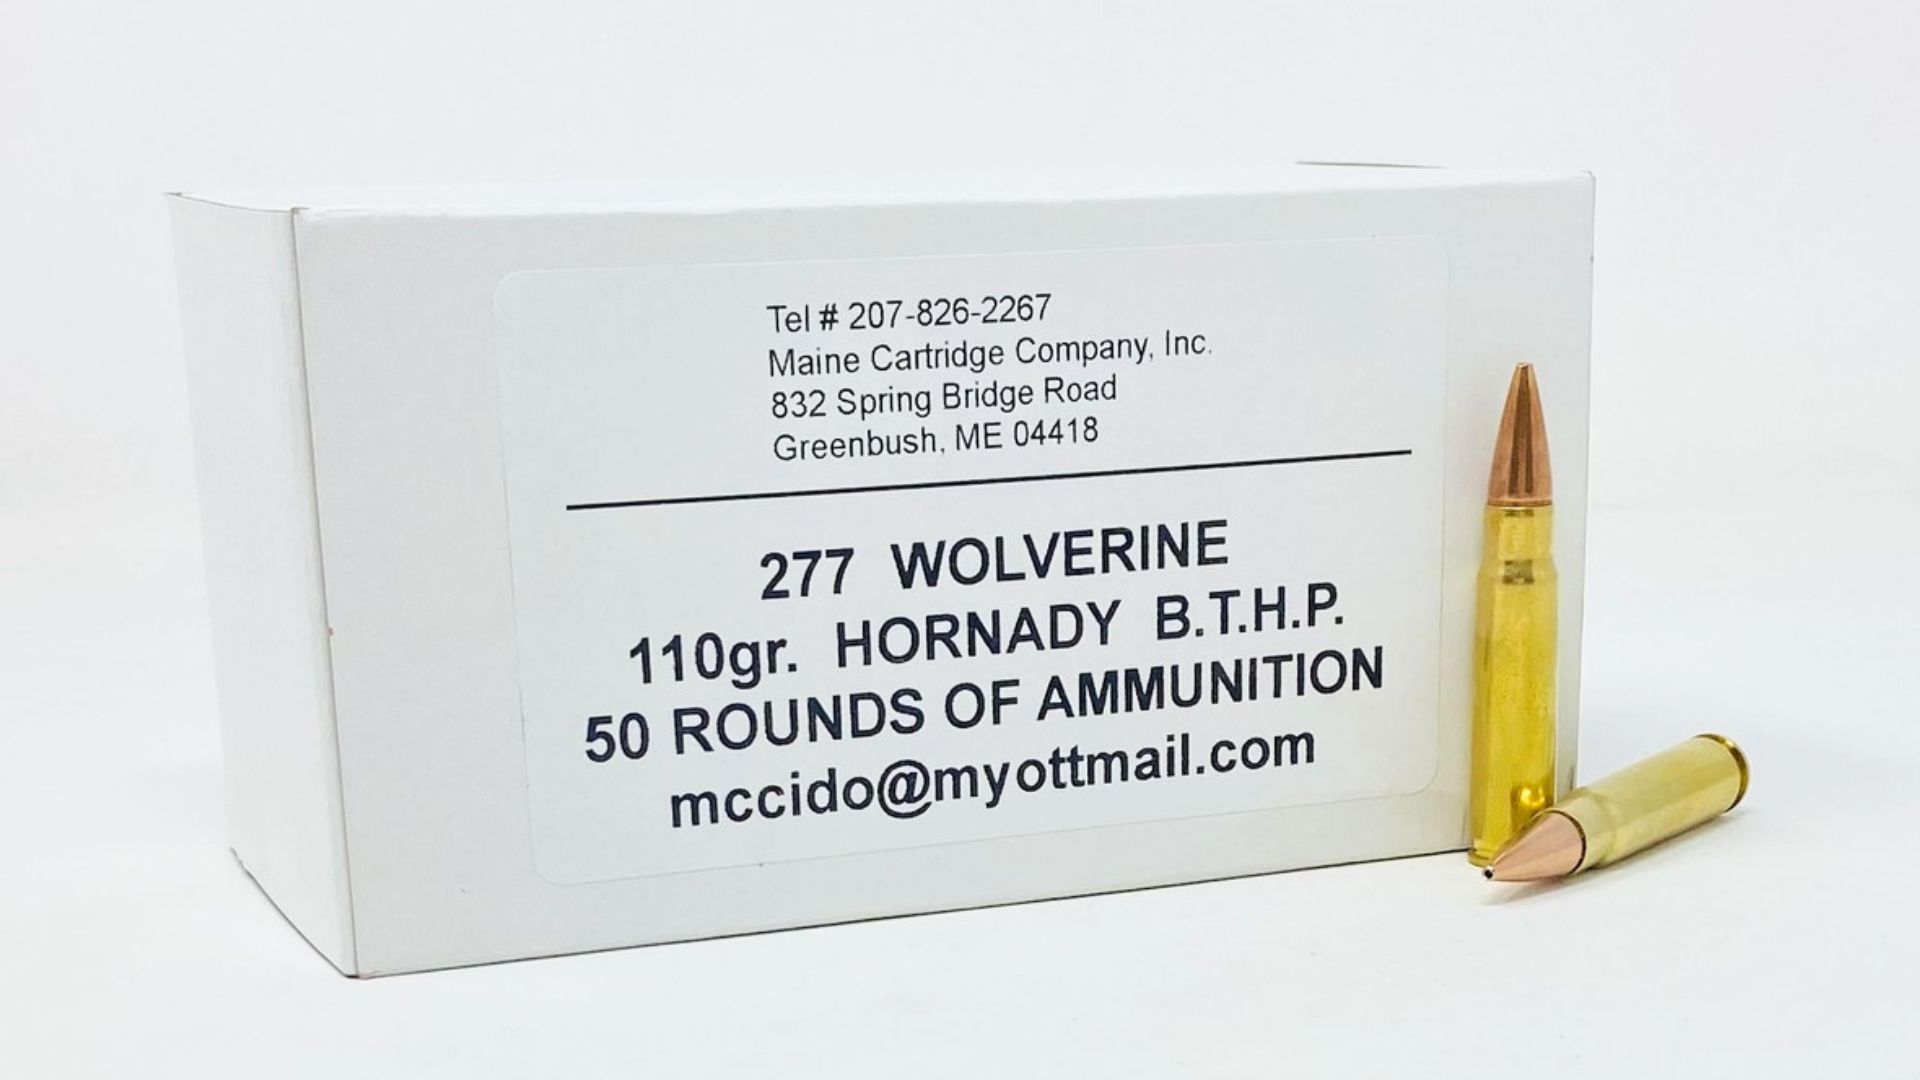 Tel # 207-826-2267
Maine Cartridge Company, Inc.
832 Spring Bridge Road
Greenbush, ME 04418
277 WOLVERINE
110gr. HORNADY B.T.H.P.
50 ROUNDS OF AMMUNITION
mccido@myottmail.com